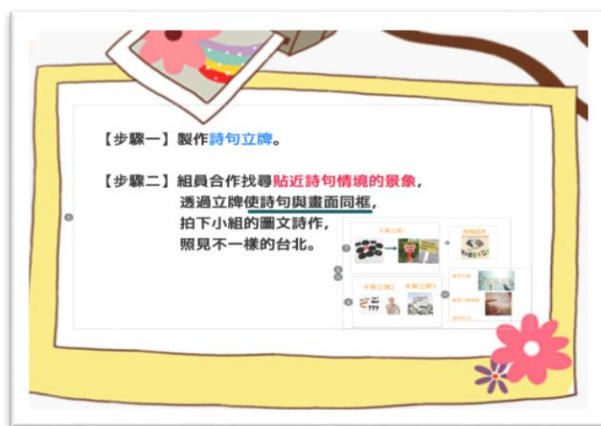 【步驟一】製作詩句立牌。
【步驟二】組員合作找尋貼近詩句情境的景象，
透過立牌使詩句與畫面同框，
拍下小組的圖文詩作，
照見不一樣的台北。
???